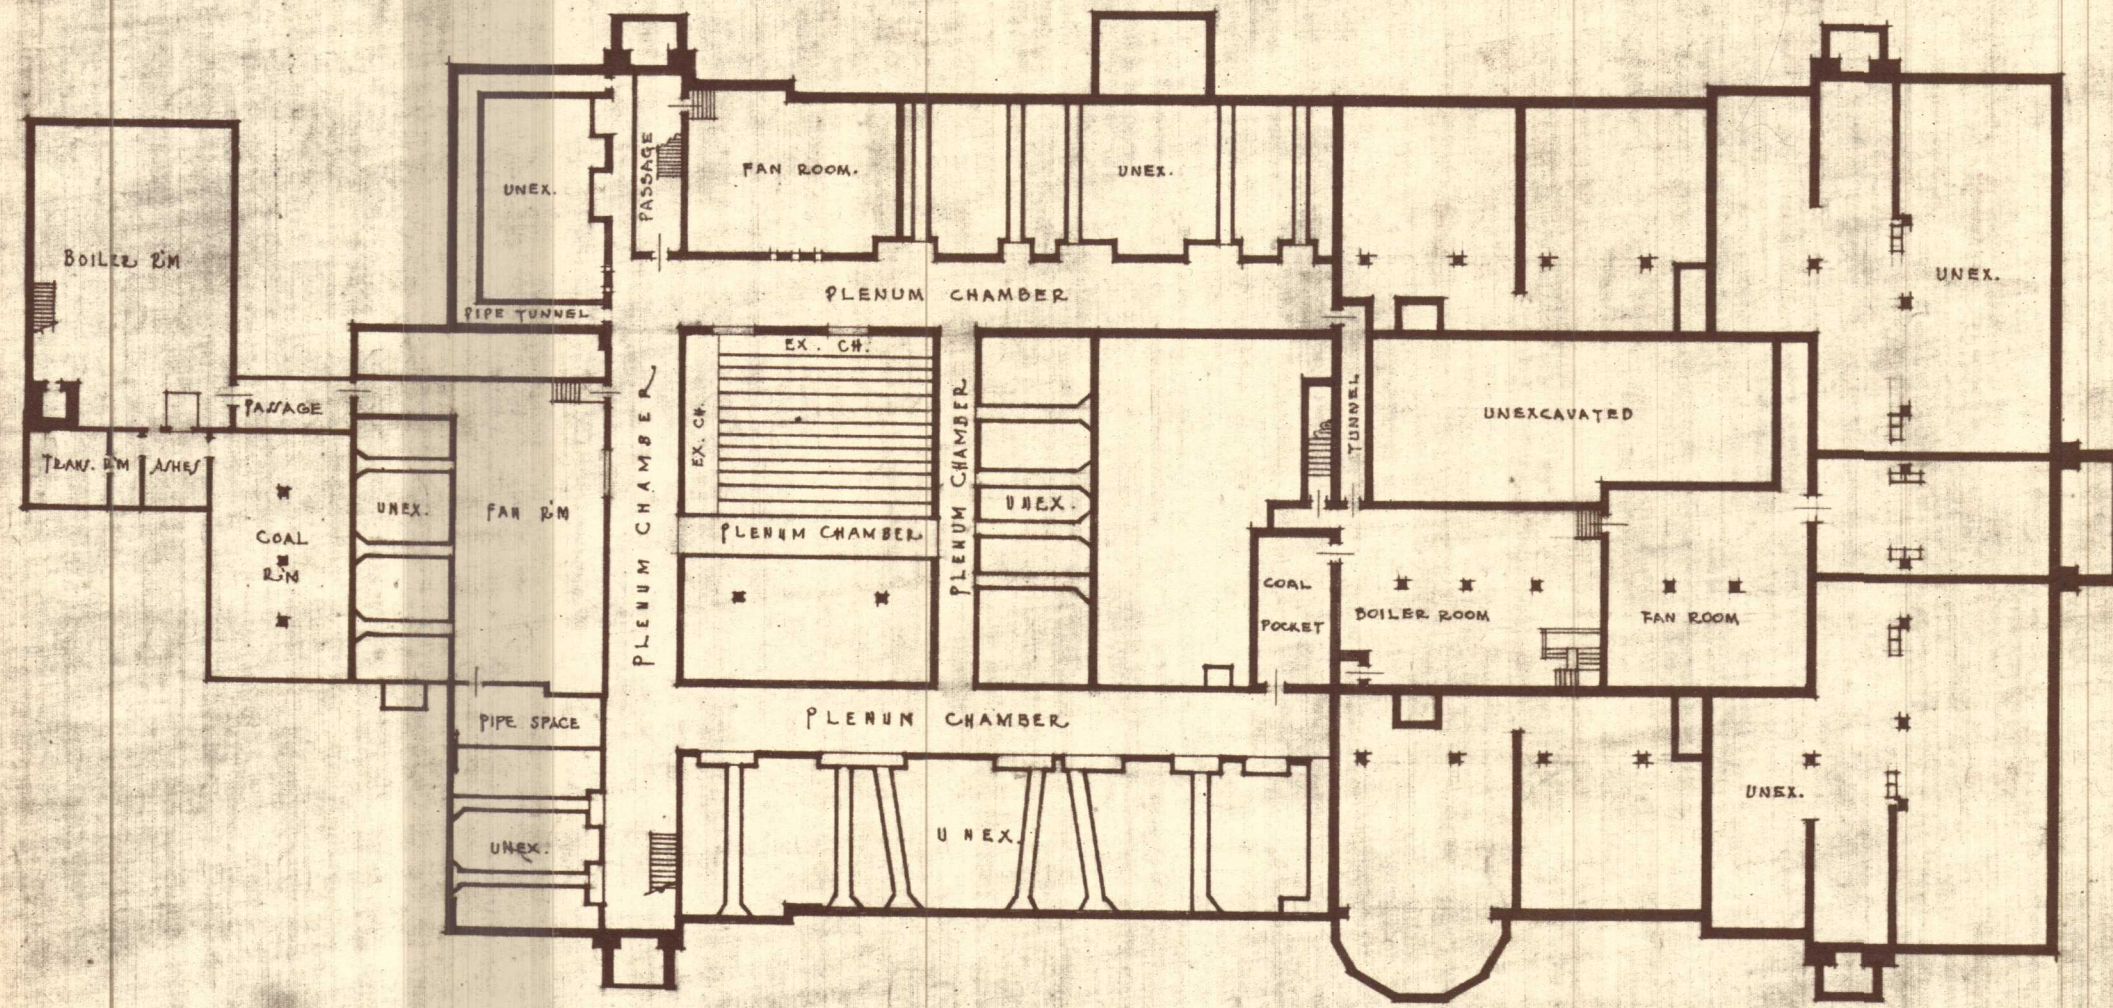 UNEX.
PASSAGE
FAN ROOM.
UNEX.
BOILER R'M
UNEX.
PLENUM CHAMBER
PIPE TUNNEL
EX. CH.
PASSAGE
PLENUM CHAMBER
EX. CH.
PLENUM CHAMBER
TUNNEL
UNEXCAVATED
TRANS. R'M
ASHES
UNEX.
FAN R'M
UNEX.
COAL
R'M
PLENUM CHAMBER
COAL
POCKET
BOILER ROOM
FAN ROOM
PIPE SPACE
PLENUM CHAMBER
UNEX.
UNEX.
UNEX.